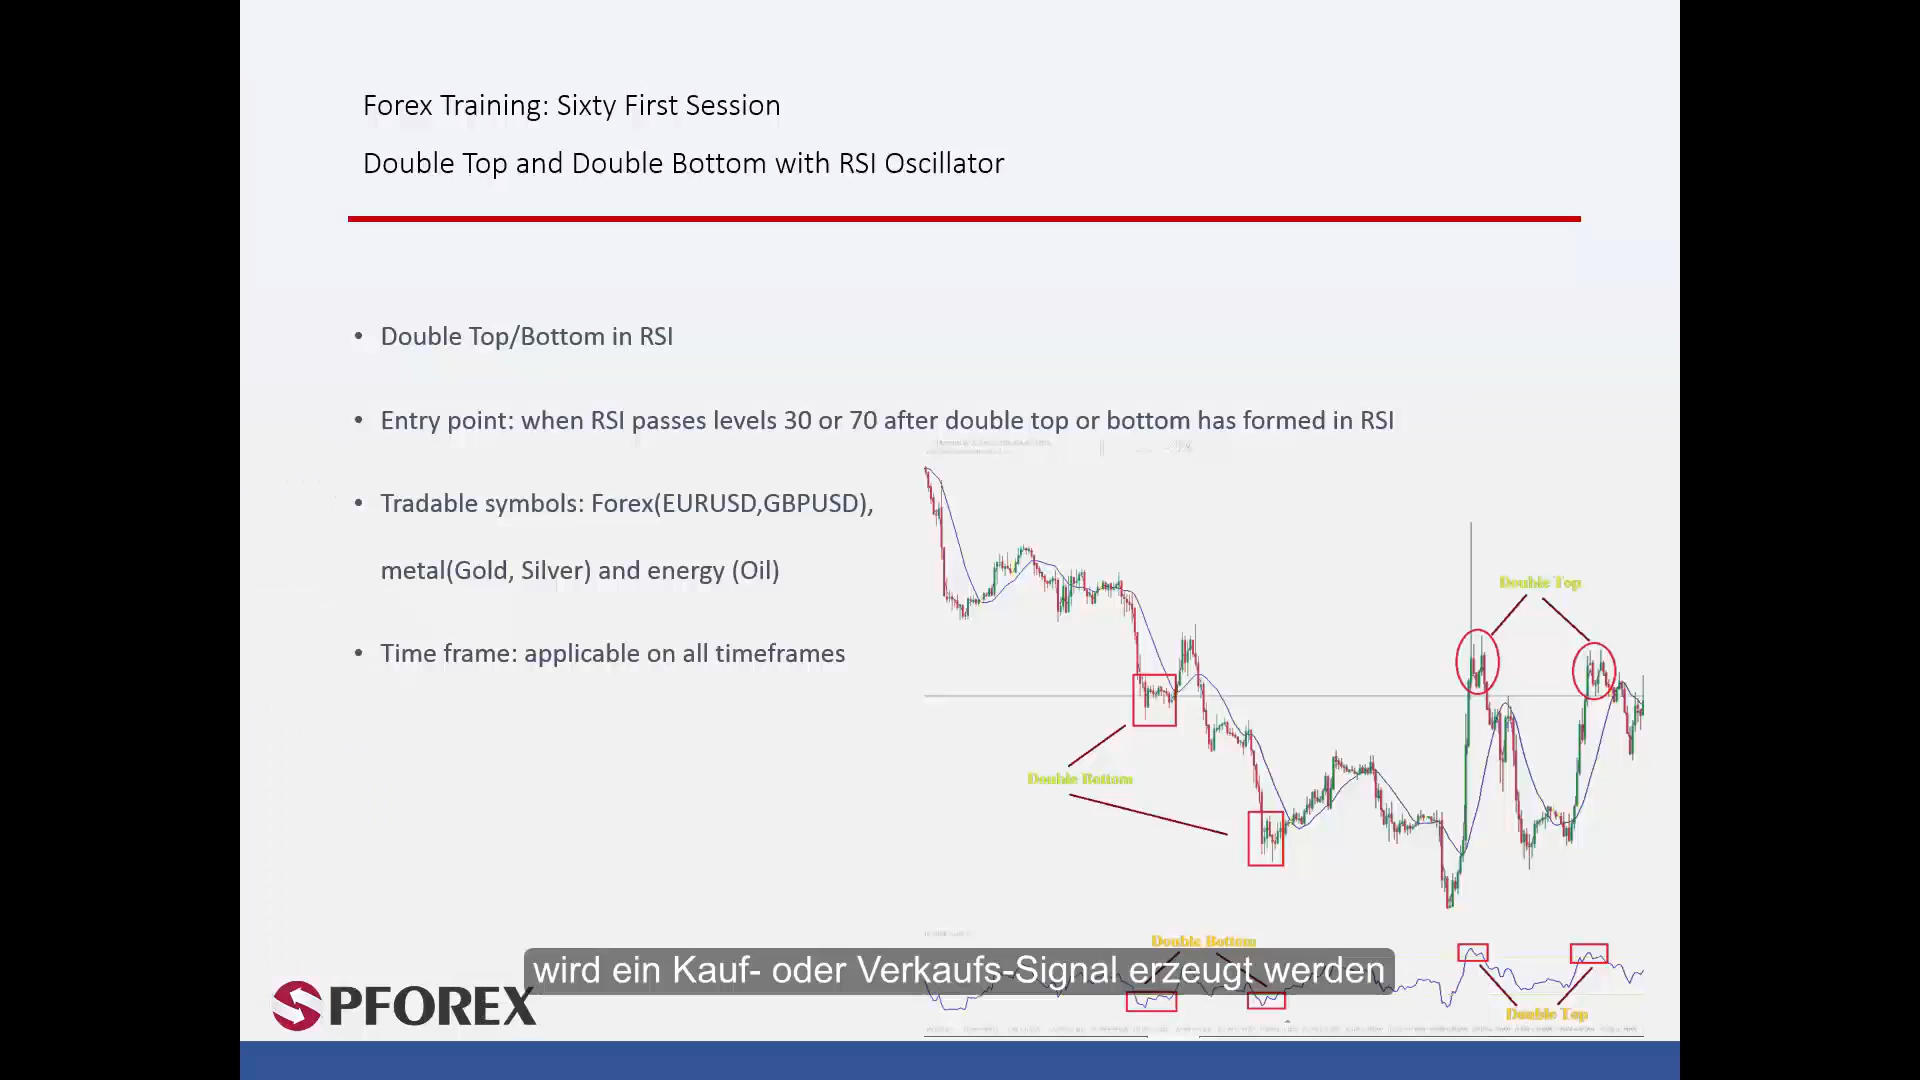 Forex Training: Sixty First Session
Double Top and Double Bottom with RSI Oscillator
• Double Top/Bottom in RSI
• Entry point: when RSI passes levels 30 or 70 after double top or bottom has formed in RSI
• Tradable symbols: Forex(EURUSD,GBPUSD),
metal(Gold, Silver) and energy (Oil)
• Time frame: applicable on all timeframes
Double Top
Double Bottom
Double Bottom
wird ein Kauf- oder Verkaufs-Signal erzeugt werden
PFOREX
Double Top